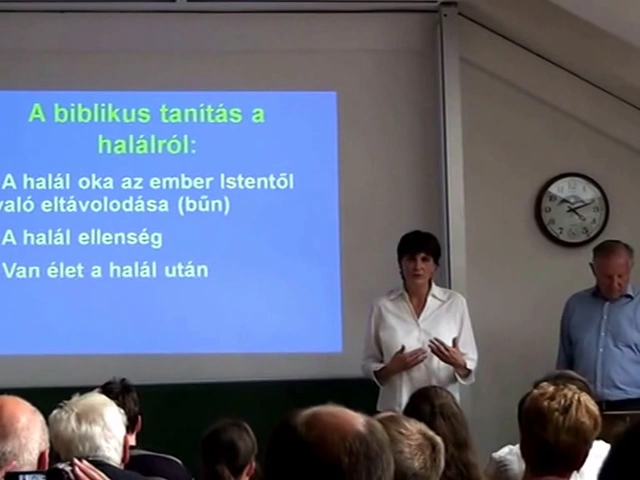 A biblikus tanítás a
halálról:
A halál oka az ember Istentől
való eltávolodása (bűn)
A halál ellenség
Van élet a halál után